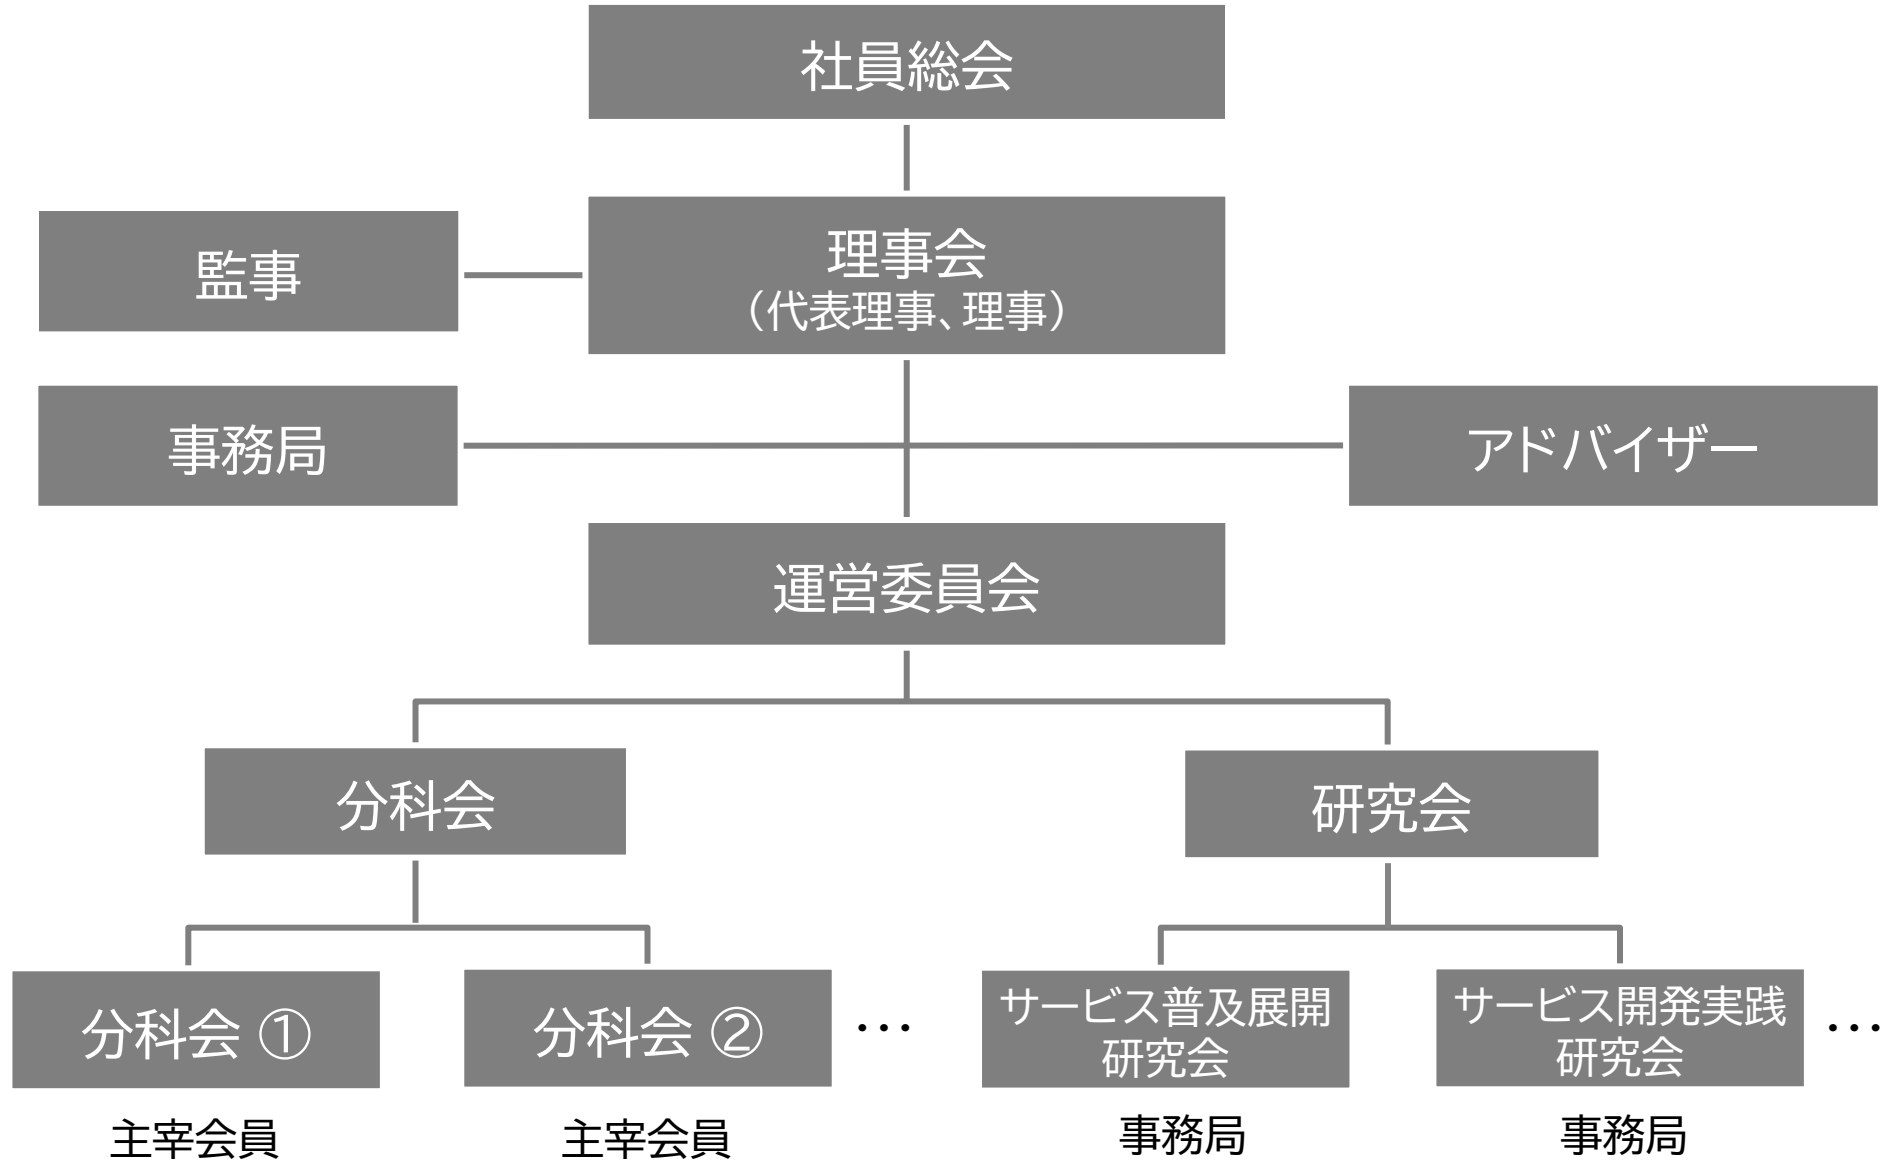 社員総会
監事
理事会
（代表理事、理事）
事務局
アドバイザー
運営委員会
分科会
研究会
分科会 ①
分科会 ②
…
サービス普及展開
研究会
サービス開発実践
研究会
…
主宰会員
主宰会員
事務局
事務局